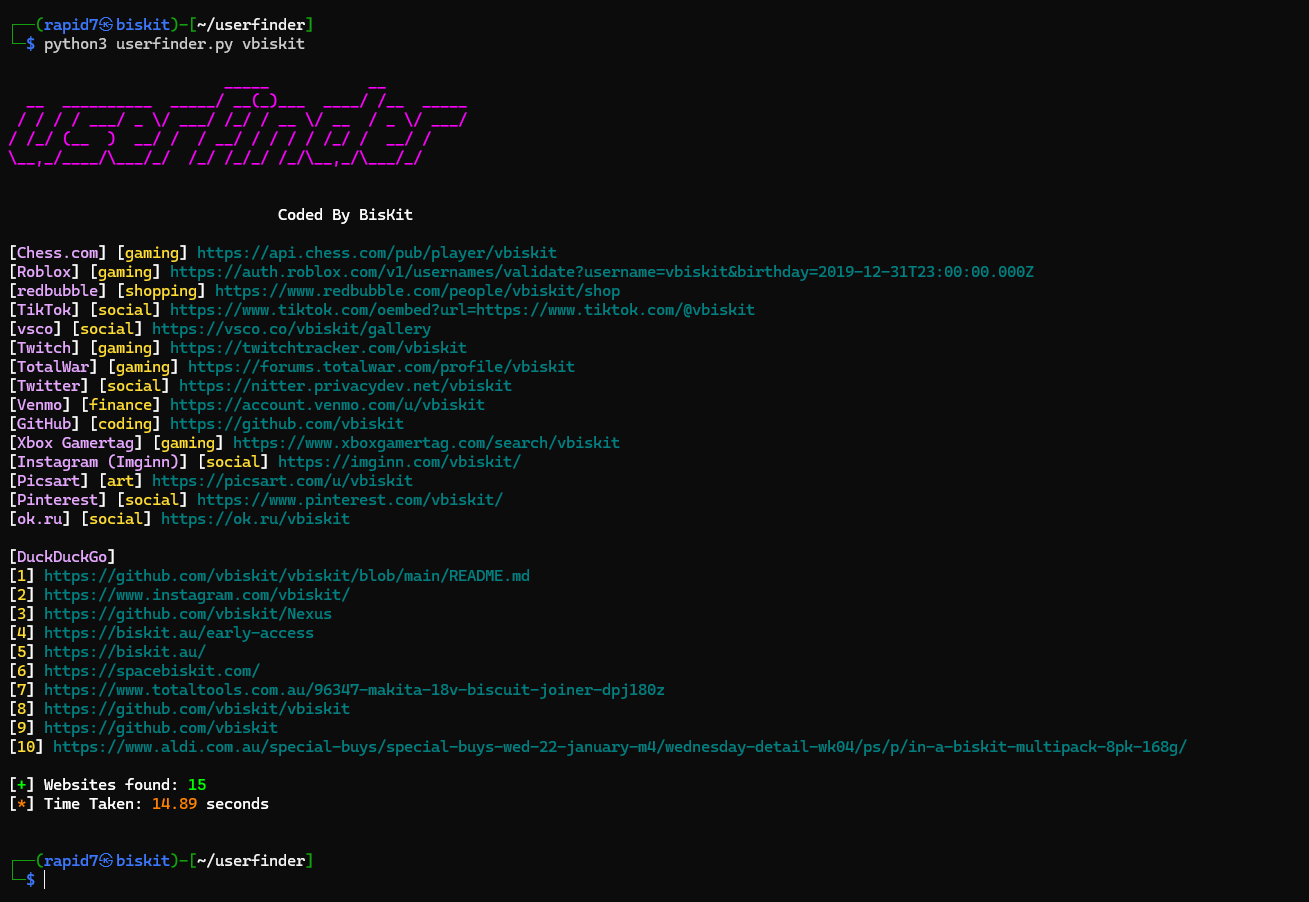 ┌──(rapid7㉿biskit)-[~/userfinder]
└─$ python3 userfinder.py vbiskit
userfinder
Coded By BisKit
[Chess.com] [gaming] https://api.chess.com/pub/player/vbiskit
[Roblox] [gaming] https://auth.roblox.com/v1/usernames/validate?username=vbiskit&birthday=2019-12-31T23:00:00.000Z
[redbubble] [shopping] https://www.redbubble.com/people/vbiskit/shop
[TikTok] [social] https://www.tiktok.com/oembed?url=https://www.tiktok.com/@vbiskit
[vsco] [social] https://vsco.co/vbiskit/gallery
[Twitch] [gaming] https://twitchtracker.com/vbiskit
[TotalWar] [gaming] https://forums.totalwar.com/profile/vbiskit
[Twitter] [social] https://nitter.privacydev.net/vbiskit
[Venmo] [finance] https://account.venmo.com/u/vbiskit
[GitHub] [coding] https://github.com/vbiskit
[Xbox Gamertag] [gaming] https://www.xboxgamertag.com/search/vbiskit
[Instagram (Imginn)] [social] https://imginn.com/vbiskit/
[Picsart] [art] https://picsart.com/u/vbiskit
[Pinterest] [social] https://www.pinterest.com/vbiskit/
[ok.ru] [social] https://ok.ru/vbiskit
[DuckDuckGo]
[1] https://github.com/vbiskit/vbiskit/blob/main/README.md
[2] https://www.instagram.com/vbiskit/
[3] https://github.com/vbiskit/Nexus
[4] https://biskit.au/early-access
[5] https://biskit.au/
[6] https://spacebiskit.com/
[7] https://www.totaltools.com.au/96347-makita-18v-biscuit-joiner-dpj180z
[8] https://github.com/vbiskit/vbiskit
[9] https://github.com/vbiskit
[10] https://www.aldi.com.au/special-buys/special-buys-wed-22-january-m4/wednesday-detail-wk04/ps/p/in-a-biskit-multipack-8pk-168g/
[+] Websites found: 15
[*] Time Taken: 14.89 seconds
┌──(rapid7㉿biskit)-[~/userfinder]
└─$